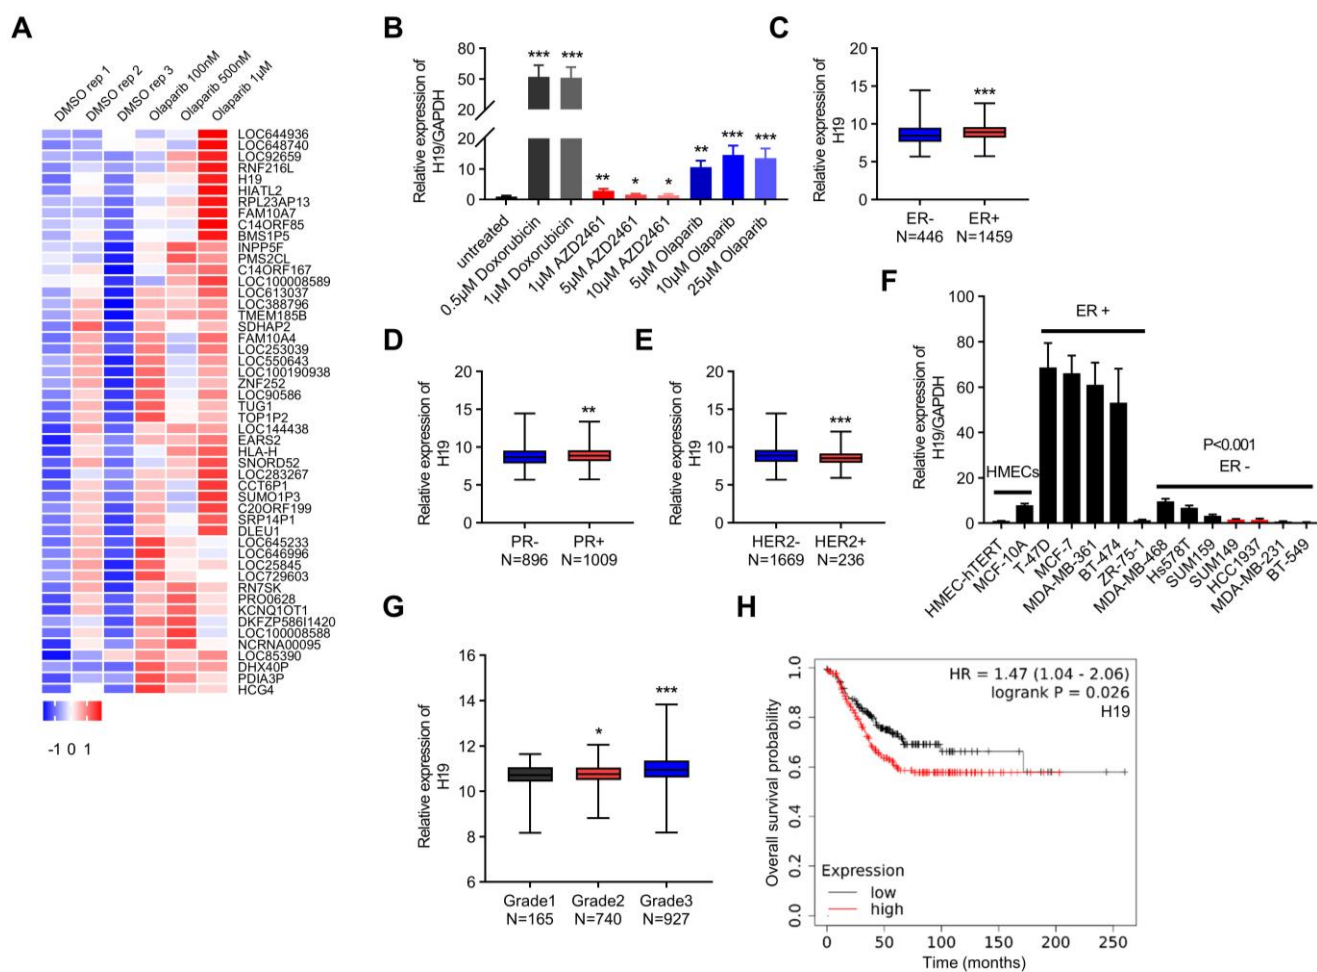 A
DMSO rep 1
DMSO rep 2
DMSO rep 3
Olaparib 100nM
Olaparib 500nM
Olaparib 1µM
LOC644936
LOC648740
LOC92659
RNF216L
H19
HIATL2
RPL23AP13
FAM10A7
C14ORF85
BMS1P5
INPP5F
PMS2CL
C14ORF167
LOC100008589
LOC613037
LOC388796
TMEM185B
SDHAP2
FAM10A4
LOC253039
LOC550643
LOC100190938
ZNF252
LOC90586
TUG1
TOP1P2
LOC144438
EARS2
HLA-H
SNORD52
LOC283267
CCT6P1
SUMO1P3
C20ORF199
SRP14P1
DLEU1
LOC645233
LOC646996
LOC25845
LOC729603
RN7SK
PRO0628
KCNQ1OT1
DKFZP586I1420
LOC100008588
NCRNA00095
LOC85390
DHX40P
PDIA3P
HCG4
-1 0 1
B
Relative expression of
H19/GAPDH
80
50
20
20
10
0
*** *** ** * * ** *** ***
untreated
0.5µM Doxorubicin
1µM Doxorubicin
1µM AZD2461
5µM AZD2461
10µM AZD2461
5µM Olaparib
10µM Olaparib
25µM Olaparib
C
Relative expression of
H19
20
15
10
5
0
***
ER- ER+
N=446 N=1459
D
Relative expression of
H19
20
15
10
5
0
**
PR- PR+
N=896 N=1009
E
Relative expression of
H19
20
15
10
5
0
***
HER2- HER2+
N=1669 N=236
F
Relative expression of
H19/GAPDH
100
80
60
40
20
0
ER +
HMECs
P<0.001
ER -
HMEC-hTERT
MCF-10A
T-47D
MCF-7
MDA-MB-361
BT-474
ZR-75-1
MDA-MB-468
Hs578T
SUM159
SUM149
HCC1937
MDA-MB-231
BT-549
G
Relative expression of
H19
16
14
12
10
8
6
* ***
Grade1 Grade2 Grade3
N=165 N=740 N=927
H
Overall survival probability
1.0
0.8
0.6
0.4
0.2
0.0
HR = 1.47 (1.04 - 2.06)
logrank P = 0.026
H19
Expression
low
high
0 50 100 150 200 250
Time (months)